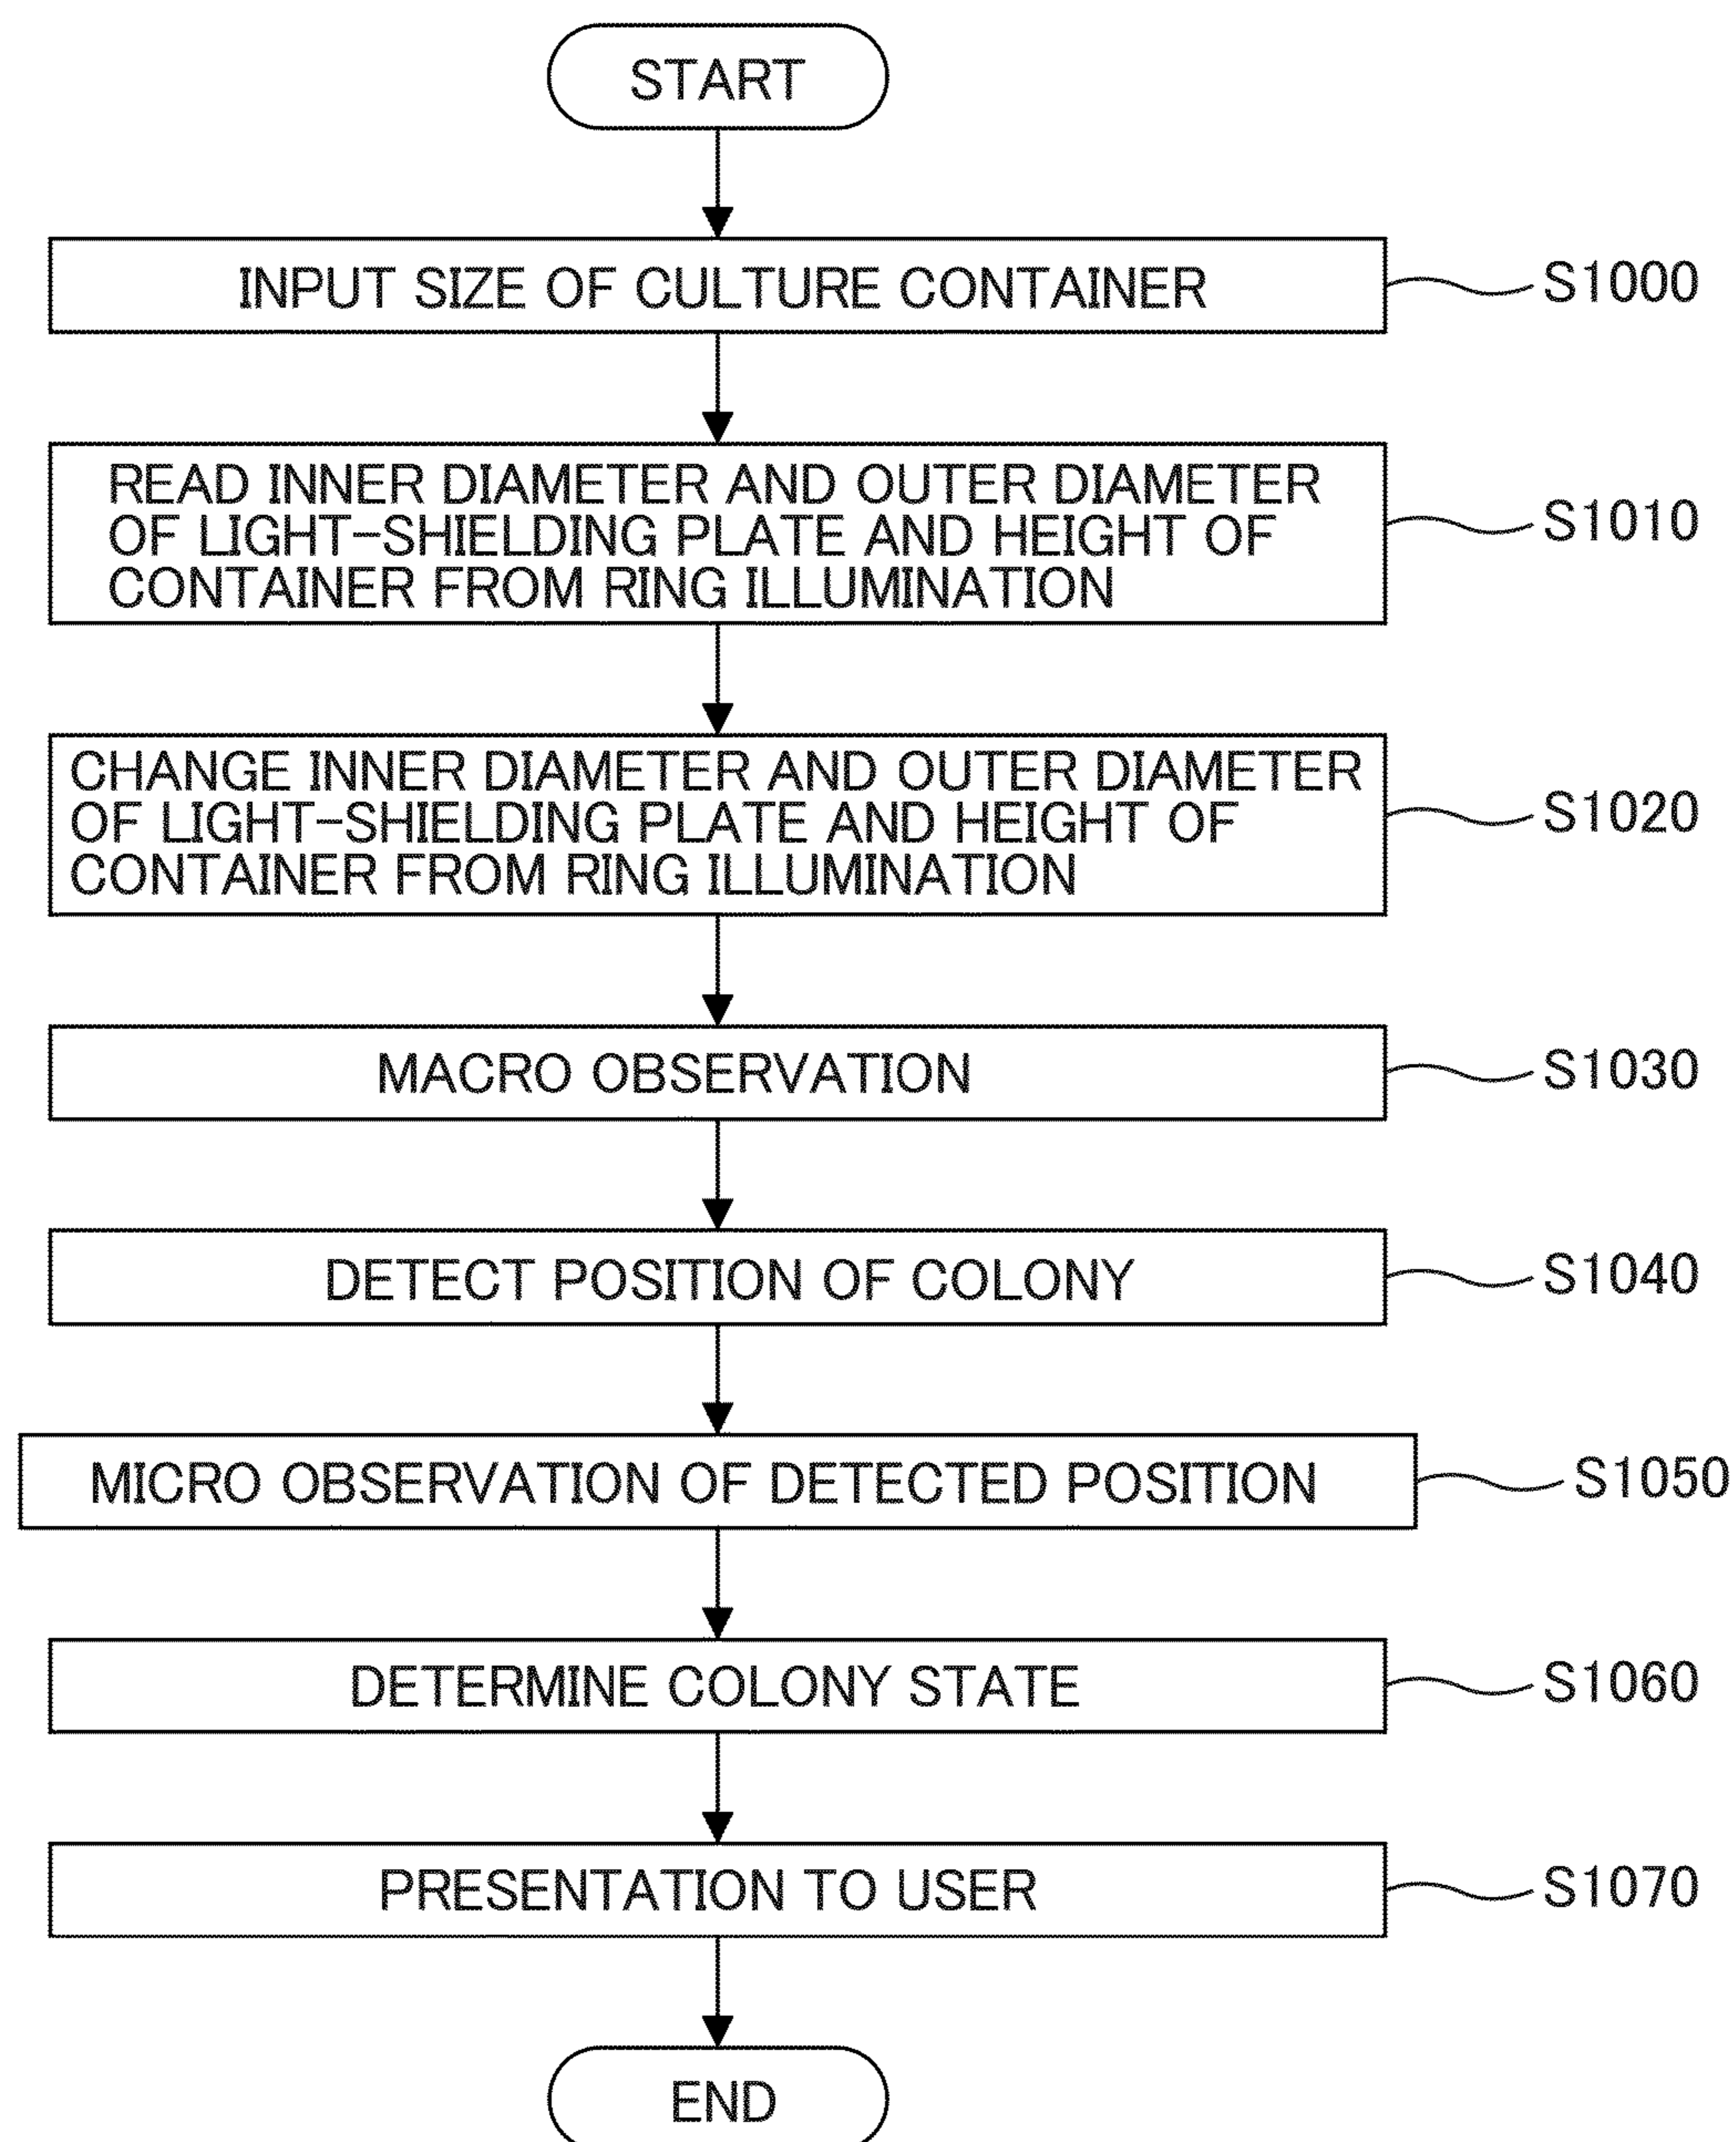 START
INPUT SIZE OF CULTURE CONTAINER
S1000
READ INNER DIAMETER AND OUTER DIAMETER
OF LIGHT-SHIELDING PLATE AND HEIGHT OF
CONTAINER FROM RING ILLUMINATION
S1010
CHANGE INNER DIAMETER AND OUTER DIAMETER
OF LIGHT-SHIELDING PLATE AND HEIGHT OF
CONTAINER FROM RING ILLUMINATION
S1020
MACRO OBSERVATION
S1030
DETECT POSITION OF COLONY
S1040
MICRO OBSERVATION OF DETECTED POSITION
S1050
DETERMINE COLONY STATE
S1060
PRESENTATION TO USER
S1070
END